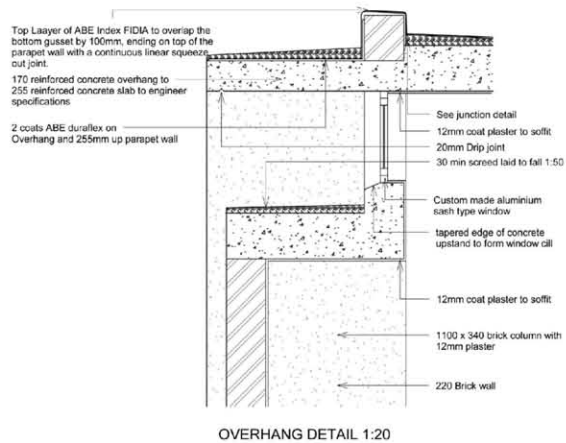 Top Laayer of ABE Index FIDIA to overlap the
bottom gusset by 100mm, ending on top of the
parapet wall with a continuous linear squeeze
out joint.
170 reinforced concrete overhang to
255 reinforced concrete slab to engineer
specifications
2 coats ABE duraflex on
Overhang and 255mm up parapet wall
See junction detail
12mm coat plaster to soffit
20mm Drip joint
30 min screed laid to fall 1:50
Custom made aluminium
sash type window
tapered edge of concrete
upstand to form window cill
12mm coat plaster to soffit
1100 x 340 brick column with
12mm plaster
220 Brick wall
OVERHANG DETAIL 1:20